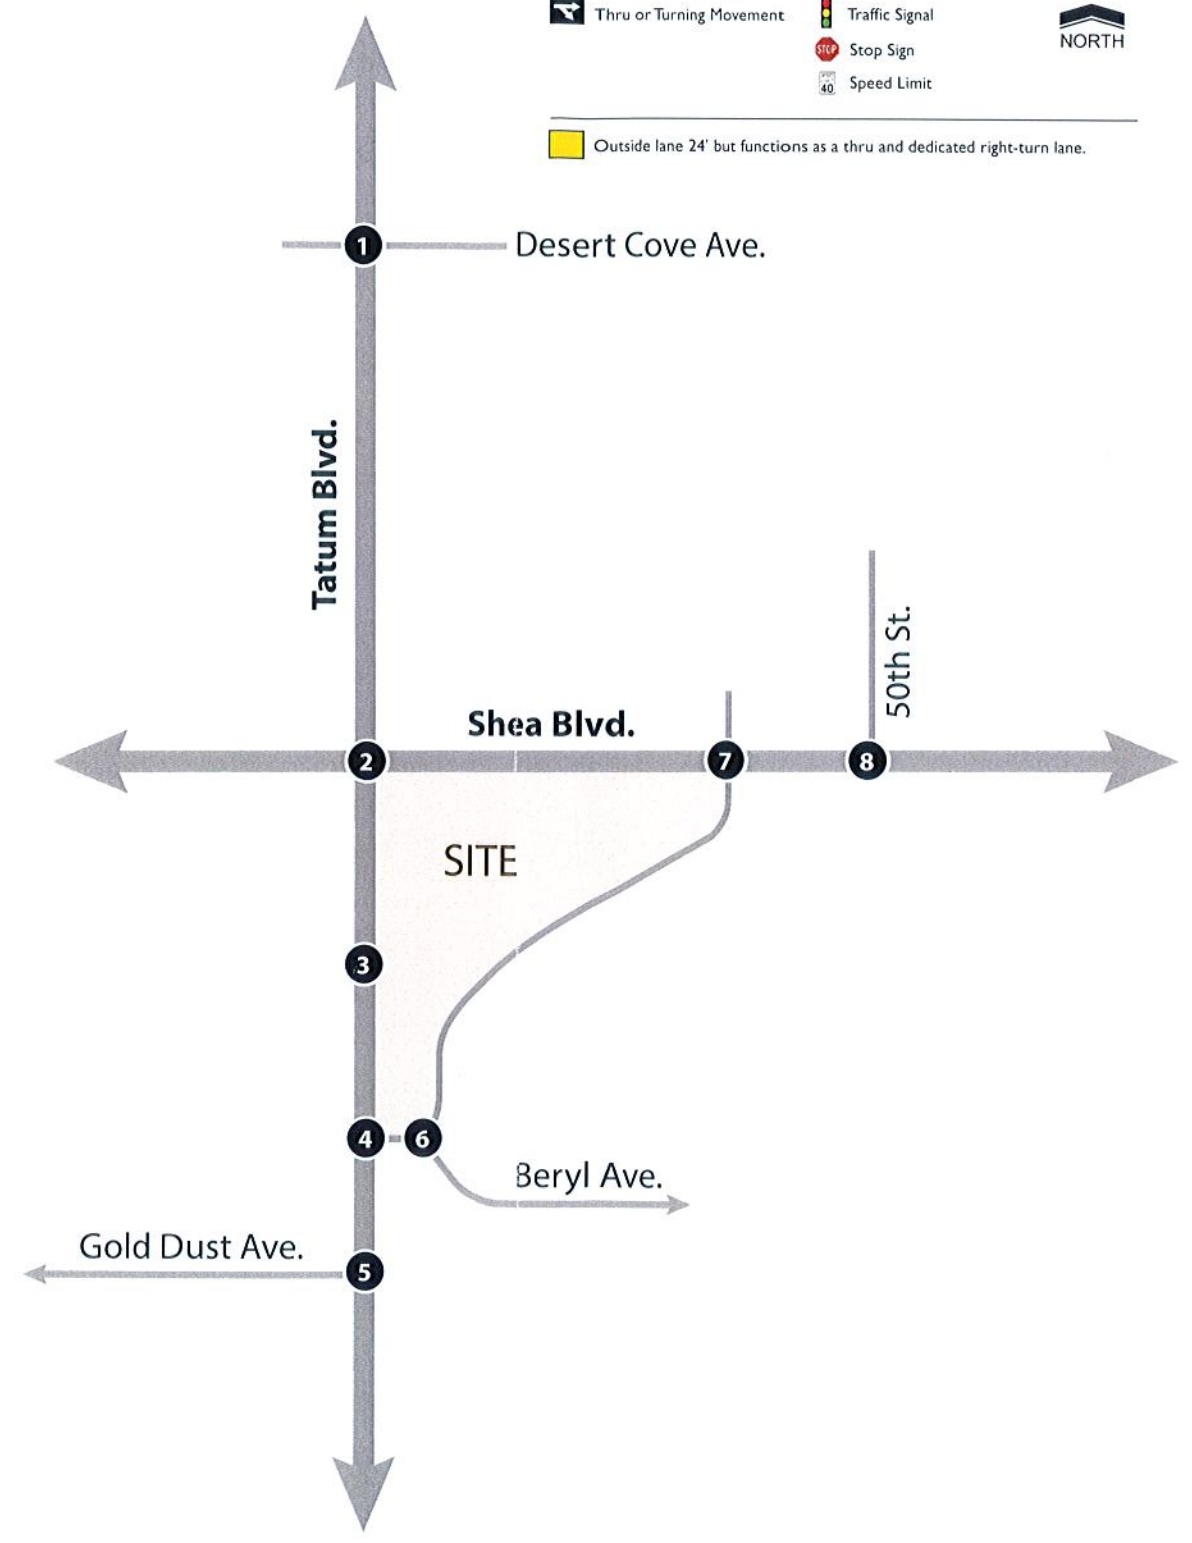 Thru or Turning Movement
Traffic Signal
STOP
Stop Sign
40
Speed Limit
NORTH
Outside lane 24' but functions as a thru and dedicated right-turn lane.
1
Desert Cove Ave.
Tatum Blvd.
50th St.
Shea Blvd.
2
7
8
SITE
3
4
6
Beryl Ave.
Gold Dust Ave.
5